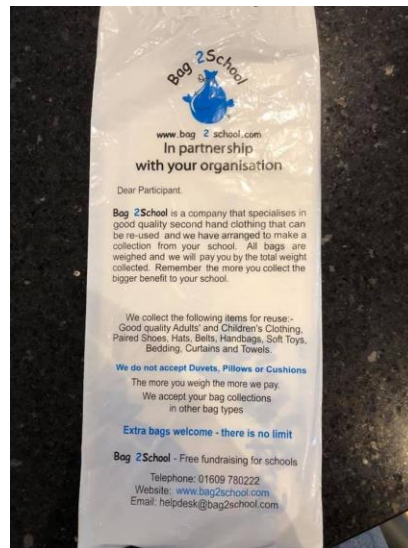 Bag 2School
www.bag 2 school.com
In partnership
with your organisation
Dear Participant.
Bag 2School is a company that specialises in
good quality second hand clothing that can
be re-used and we have arranged to make a
collection from your school. All bags are
weighed and we will pay you by the total weight
collected. Remember the more you collect the
bigger benefit to your school.
We collect the following items for reuse:-
Good quality Adults' and Children's Clothing,
Paired Shoes, Hats, Belts, Handbags, Soft Toys,
Bedding, Curtains and Towels.
We do not accept Duvets, Pillows or Cushions
The more you weigh the more we pay.
We accept your bag collections
in other bag types
Extra bags welcome - there is no limit
Bag 2School - Free fundraising for schools
Telephone: 01609 780222
Website: www.bag2school.com
Email: helpdesk@bag2school.com